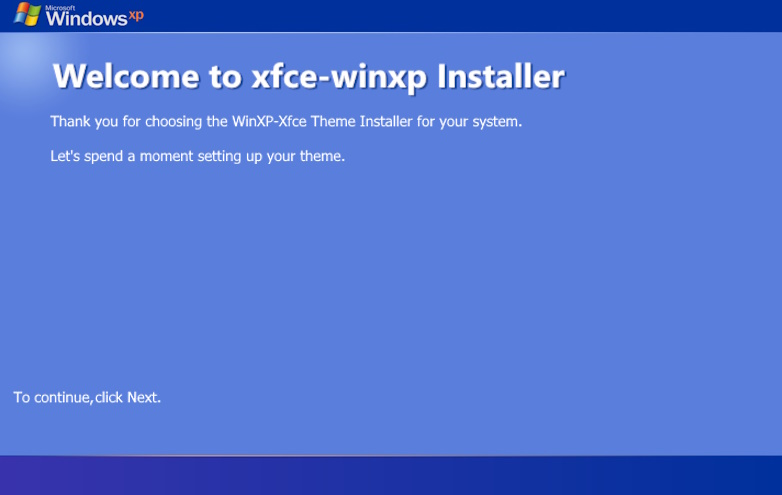 Microsoft
Windows xp
Welcome to xfce-winxp Installer
Thank you for choosing the WinXP-Xfce Theme Installer for your system.
Let's spend a moment setting up your theme.
To continue,click Next.